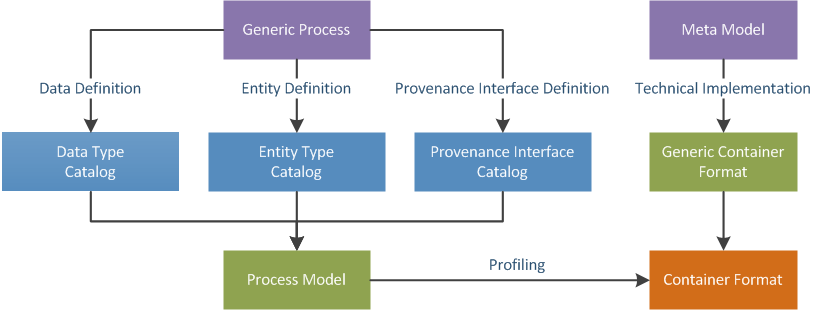 Generic Process
Meta Model
Data Definition
Entity Definition
Provenance Interface Definition
Technical Implementation
Data Type
Catalog
Entity Type
Catalog
Provenance Interface
Catalog
Generic Container
Format
Process Model
Profiling
Container Format